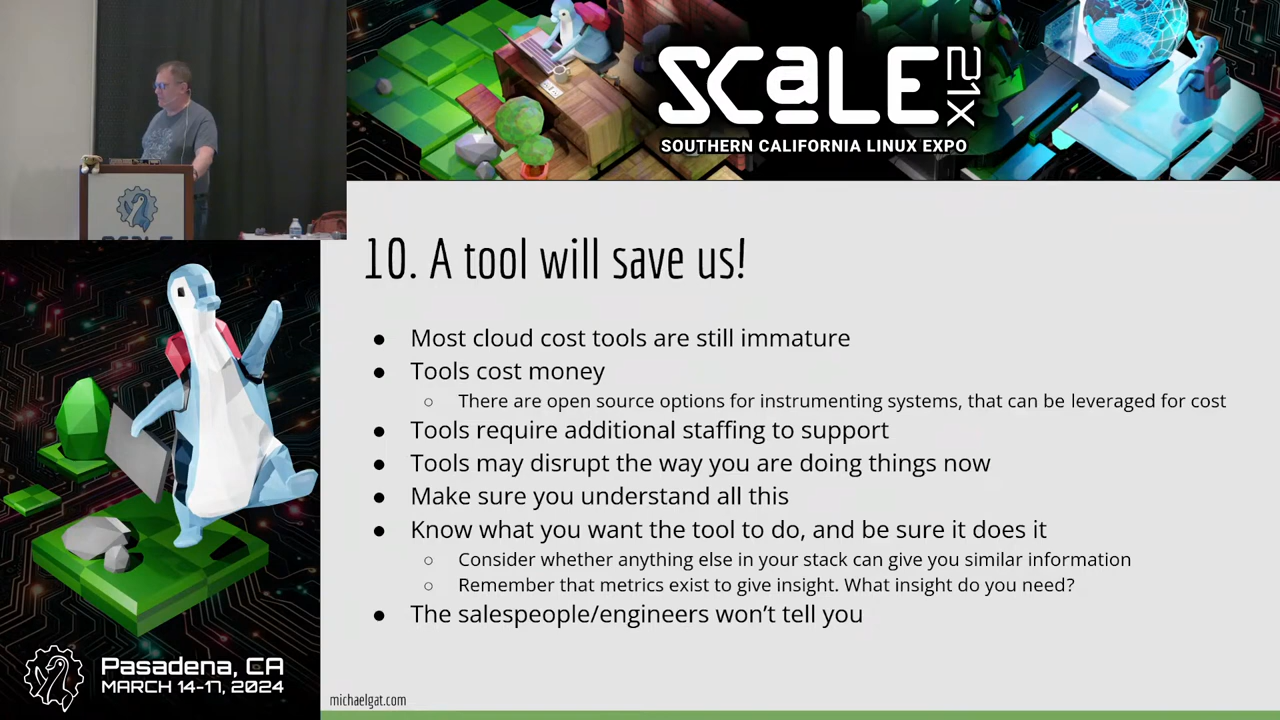 SCaLE 21X
SOUTHERN CALIFORNIA LINUX EXPO
10. A tool will save us!
● Most cloud cost tools are still immature
● Tools cost money
○ There are open source options for instrumenting systems, that can be leveraged for cost
● Tools require additional staffing to support
● Tools may disrupt the way you are doing things now
● Make sure you understand all this
● Know what you want the tool to do, and be sure it does it
○ Consider whether anything else in your stack can give you similar information
○ Remember that metrics exist to give insight. What insight do you need?
● The salespeople/engineers won’t tell you
Pasadena, CA
MARCH 14-17, 2024
michaelgat.com